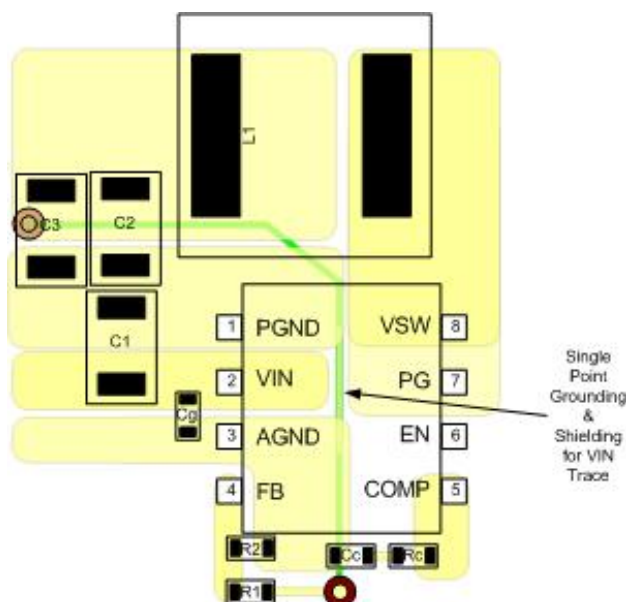 L1
C3
C2
C1
Cg
1 PGND VSW 8
2 VIN PG 7
3 AGND EN 6
4 FB COMP 5
R2
Cc
Rc
R1
Single
Point
Grounding
&
Shielding
for VIN
Trace